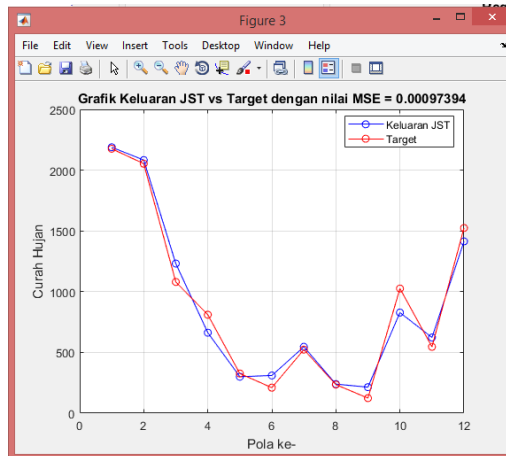 Figure 3
File Edit View Insert Tools Desktop Window Help
Grafik Keluaran JST vs Target dengan nilai MSE = 0.00097394
Keluaran JST
Target
2500
2000
1500
1000
500
0
Curah Hujan
0 2 4 6 8 10 12
Pola ke-